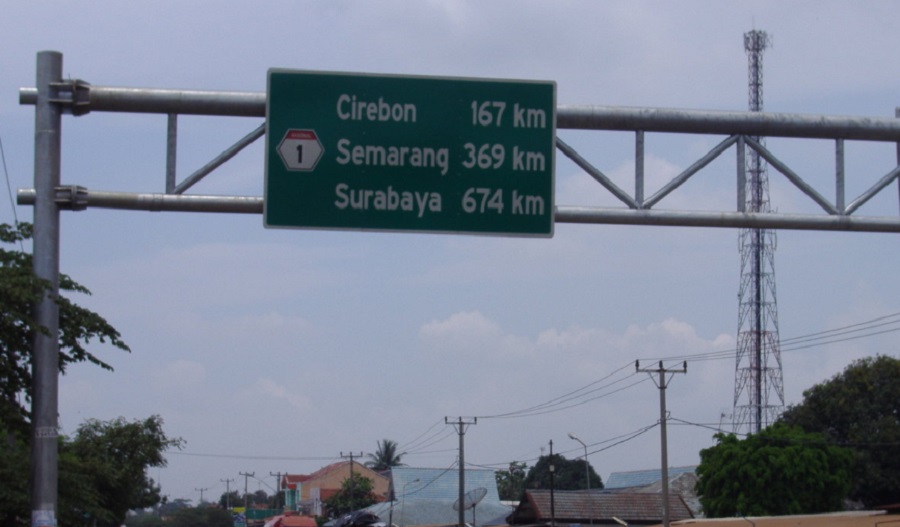 Cirebon 167 km
1
Semarang 369 km
Surabaya 674 km